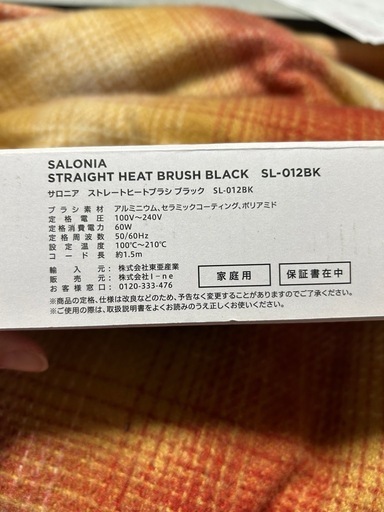 SALONIA
STRAIGHT HEAT BRUSH BLACK SL-012BK
サロニア ストレートヒートブラシ ブラック SL-012BK
ブラシ素材 アルミニウム、セラミックコーティング、ポリアミド
定格電圧 100V~240V
定格消費電力 60W
定格周波数 50/60Hz
設定温度 100℃~210℃
コード長 約1.5m
輸入元: 株式会社東亜産業
販売元: 株式会社I-ne
お客様窓口: 0120-333-476
家庭用
保証書在中
※商品の定格、仕様は改良などのため、予告なく変更する場合がありますのでご了承ください。
※ご使用の際は、取扱説明書をよくお読みのうえ正しくお使いください。